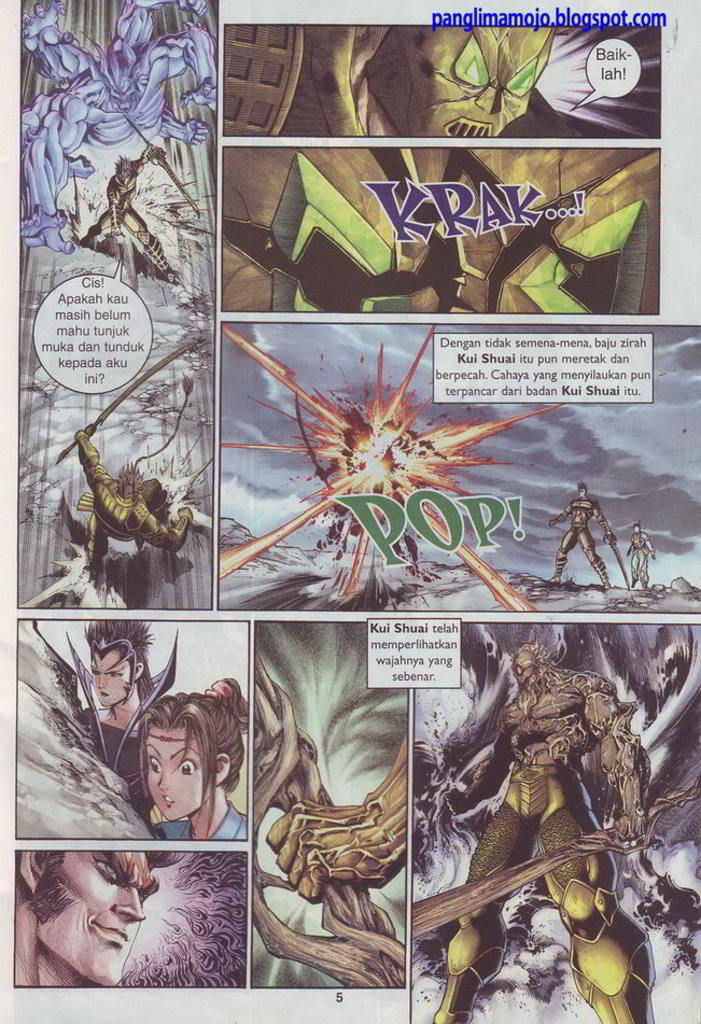 panglimamojo.blogspot.com
Cis!
Apakah kau
masih belum
mahu tunjuk
muka dan tunduk
kepada aku
ini?
Baik-
lah!
KRAK...!
Dengan tidak semena-mena, baju zirah
Kui Shuai itu pun meretak dan
berpecah. Cahaya yang menyilaukan pun
terpancar dari badan Kui Shuai itu.
POP!
Kui Shuai telah
memperlihatkan
wajahnya yang
sebenar.
5